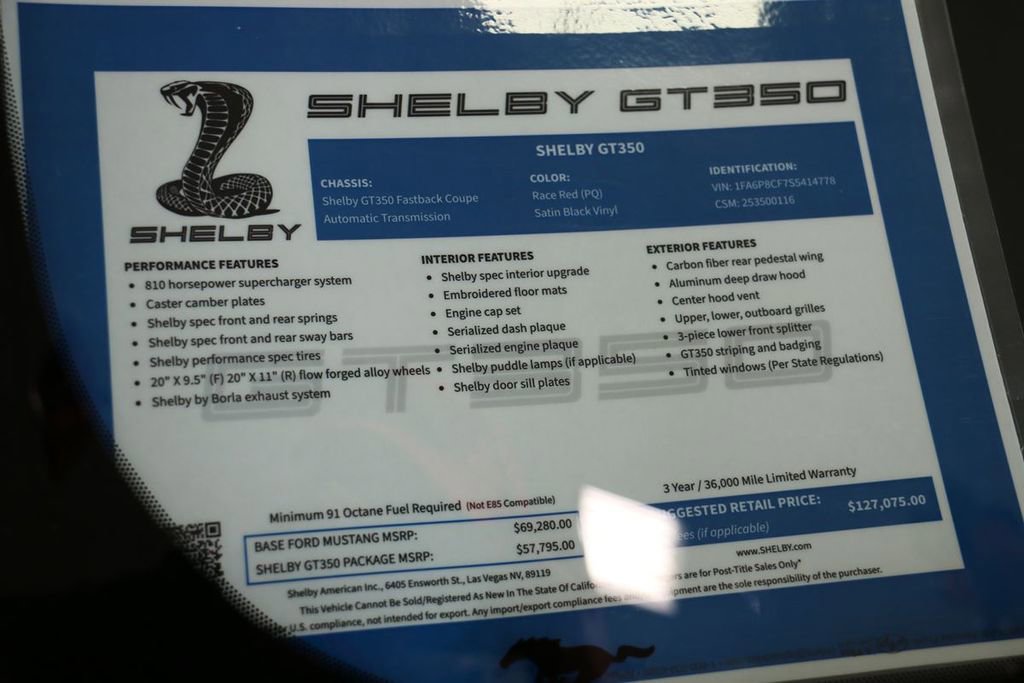 SHELBY
SHELBY GT350
SHELBY GT350
CHASSIS:
Shelby GT350 Fastback Coupe
Automatic Transmission
COLOR:
Race Red (PQ)
Satin Black Vinyl
IDENTIFICATION:
VIN: 1FA6P8CF7S5414778
CSM: 253500116
PERFORMANCE FEATURES
• 810 horsepower supercharger system
• Caster camber plates
• Shelby spec front and rear springs
• Shelby spec front and rear sway bars
• Shelby performance spec tires
• 20" X 9.5" (F) 20" X 11" (R) flow forged alloy wheels
• Shelby by Borla exhaust system
INTERIOR FEATURES
• Shelby spec interior upgrade
• Embroidered floor mats
• Engine cap set
• Serialized dash plaque
• Serialized engine plaque
• Shelby puddle lamps (if applicable)
• Shelby door sill plates
EXTERIOR FEATURES
• Carbon fiber rear pedestal wing
• Aluminum deep draw hood
• Center hood vent
• Upper, lower, outboard grilles
• 3-piece lower front splitter
• GT350 striping and badging
• Tinted windows (Per State Regulations)
GT350
Minimum 91 Octane Fuel Required (Not E85 Compatible)
BASE FORD MUSTANG MSRP: $69,280.00
SHELBY GT350 PACKAGE MSRP: $57,795.00
3 Year / 36,000 Mile Limited Warranty
GGESTED RETAIL PRICE: $127,075.00
ees (if applicable)
www.SHELBY.com
Shelby American Inc., 6405 Ensworth St., Las Vegas NV, 89119
This Vehicle Cannot Be Sold/Registered As New In The State Of Califo ers are for Post-Title Sales Only*
U.S. compliance, not intended for export. Any import/export compliance fees pment are the sole responsibility of the purchaser.